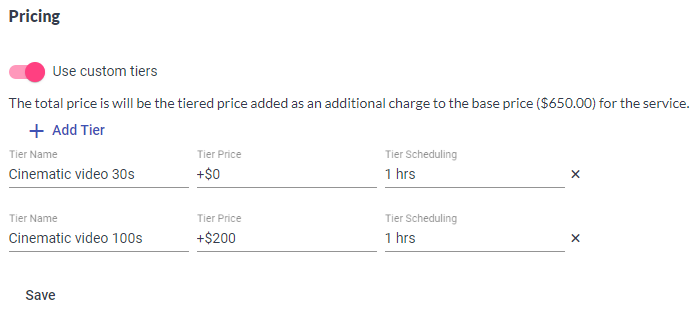 Pricing
Use custom tiers
The total price is will be the tiered price added as an additional charge to the base price ($650.00) for the service.
+ Add Tier
Tier Name Tier Price Tier Scheduling
Cinematic video 30s +$0 1 hrs ×
Tier Name Tier Price Tier Scheduling
Cinematic video 100s +$200 1 hrs ×
Save